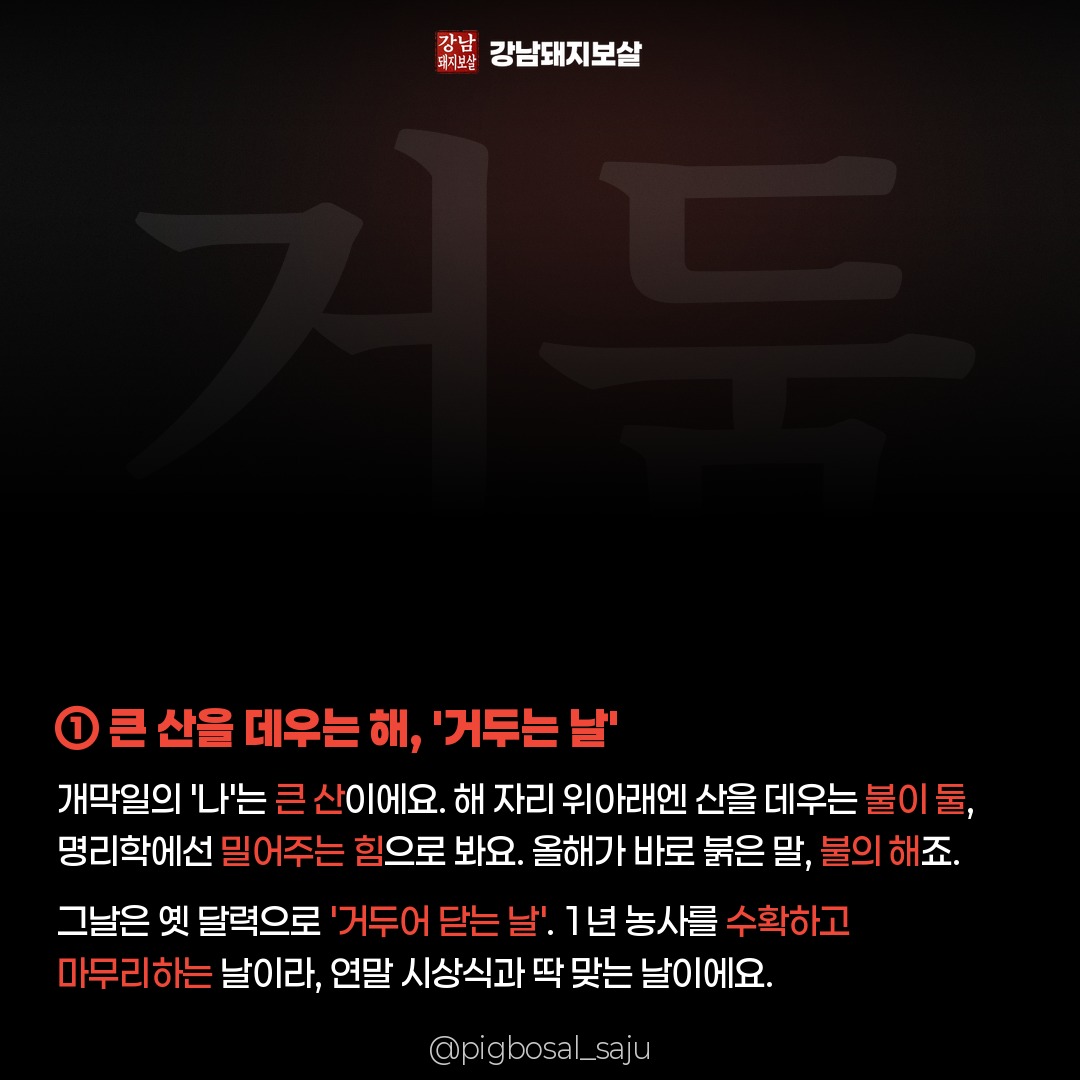 강남
돼지보살
강남돼지보살
거둠
① 큰 산을 데우는 해, '거두는 날'
개막일의 '나'는 큰 산이에요. 해 자리 위아래엔 산을 데우는 불이 둘,
명리학에선 밀어주는 힘으로 봐요. 올해가 바로 붉은 말, 불의 해죠.
그날은 옛 달력으로 '거두어 닫는 날'. 1년 농사를 수확하고
마무리하는 날이라, 연말 시상식과 딱 맞는 날이에요.
@pigbosal_saju